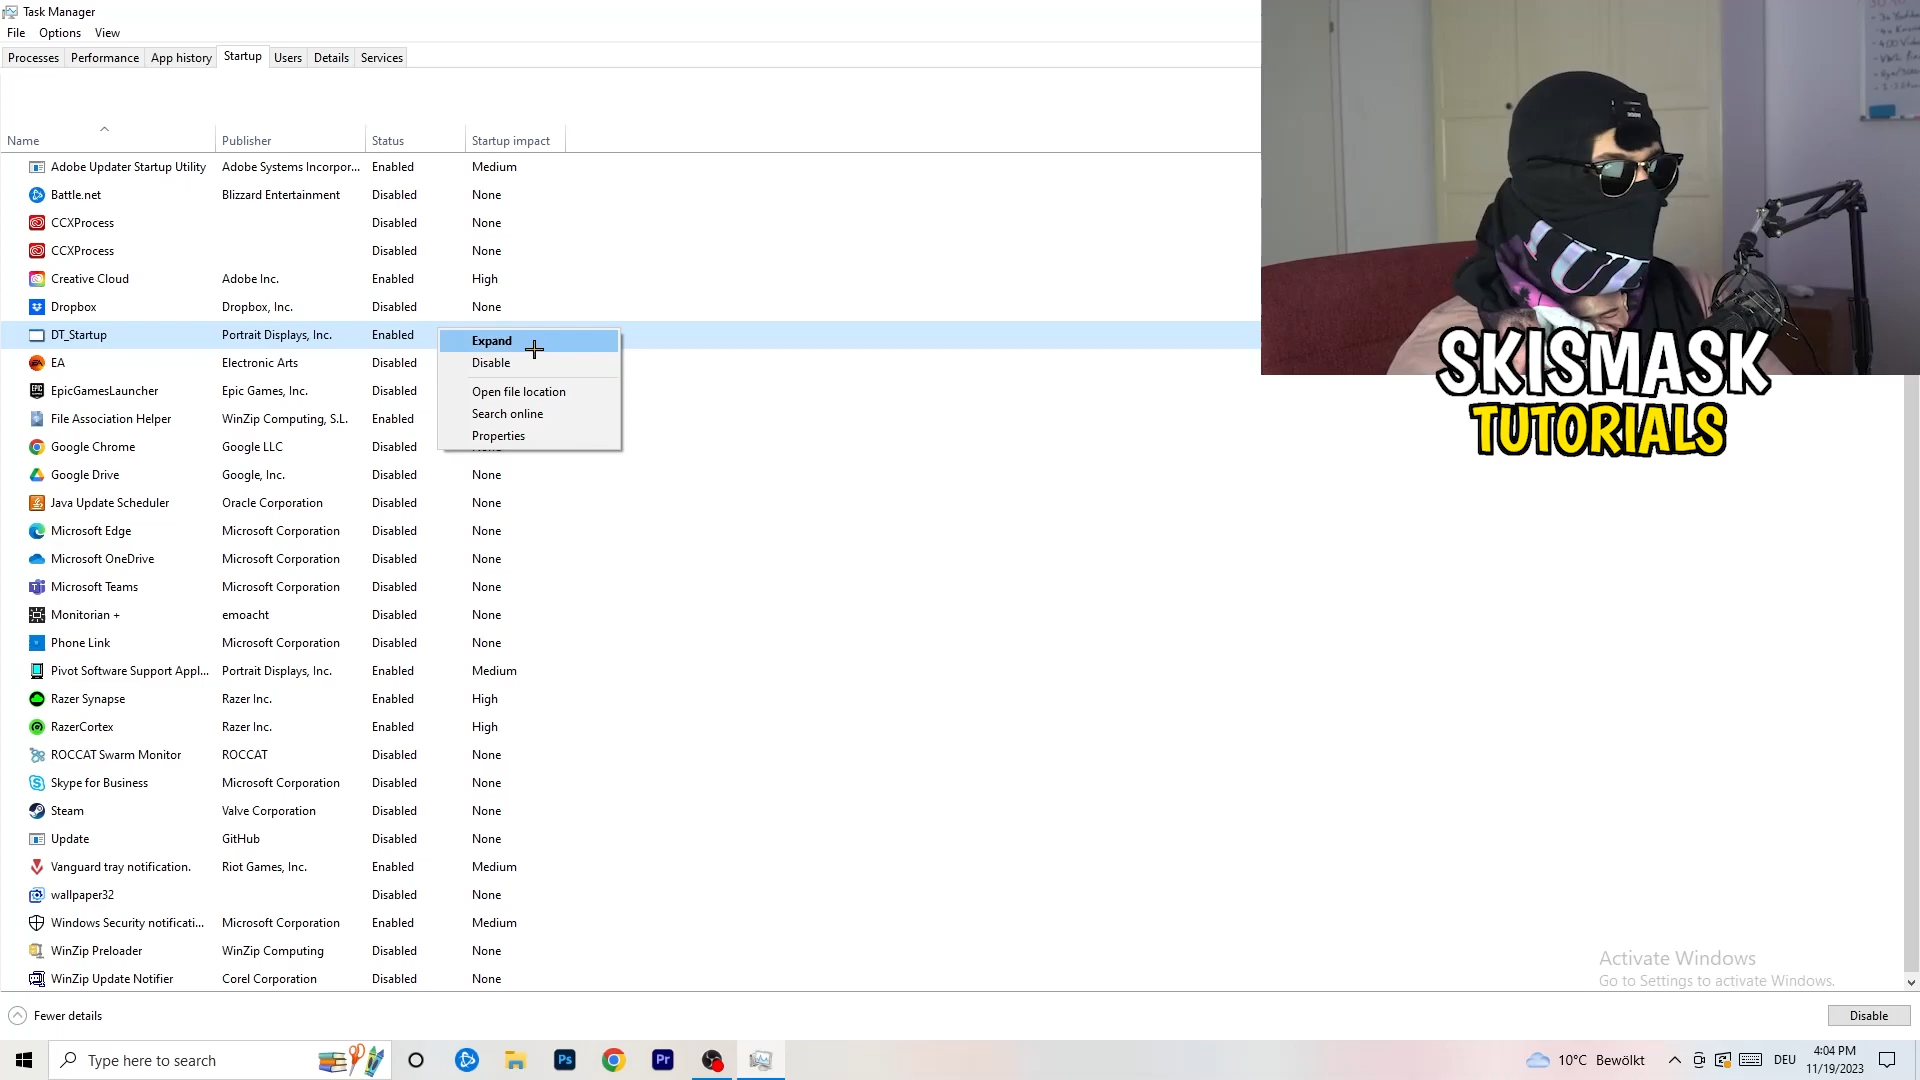 Task Manager
File Options View
Processes Performance App history Startup Users Details Services
Name Publisher Status Startup impact
Adobe Updater Startup Utility Adobe Systems Incorpor... Enabled Medium
Battle.net Blizzard Entertainment Disabled None
CCXProcess Disabled None
CCXProcess Disabled None
Creative Cloud Adobe Inc. Enabled High
Dropbox Dropbox, Inc. Disabled None
DT_Startup Portrait Displays, Inc. Enabled
Expand
EA Electronic Arts Disabled
Disable
EpicGamesLauncher Epic Games, Inc. Disabled
Open file location
File Association Helper WinZip Computing, S.L. Enabled
Search online
Properties
Google Chrome Google LLC Disabled
Google Drive Google, Inc. Disabled None
Java Update Scheduler Oracle Corporation Disabled None
Microsoft Edge Microsoft Corporation Disabled None
Microsoft OneDrive Microsoft Corporation Disabled None
Microsoft Teams Microsoft Corporation Disabled None
Monitorian + emoacht Disabled None
Phone Link Microsoft Corporation Disabled None
Pivot Software Support Appl... Portrait Displays, Inc. Enabled Medium
Razer Synapse Razer Inc. Enabled High
RazerCortex Razer Inc. Enabled High
ROCCAT Swarm Monitor ROCCAT Disabled None
Skype for Business Microsoft Corporation Disabled None
Steam Valve Corporation Disabled None
Update GitHub Disabled None
Vanguard tray notification. Riot Games, Inc. Enabled Medium
wallpaper32 Disabled None
Windows Security notificati... Microsoft Corporation Enabled Medium
WinZip Preloader WinZip Computing Disabled None
WinZip Update Notifier Corel Corporation Disabled None
SKISMASK
TUTORIALS
Activate Windows
Go to Settings to activate Windows.
Fewer details
Disable
Type here to search
Ps
Pr
10°C Bewölkt
DEU
4:04 PM
11/19/2023